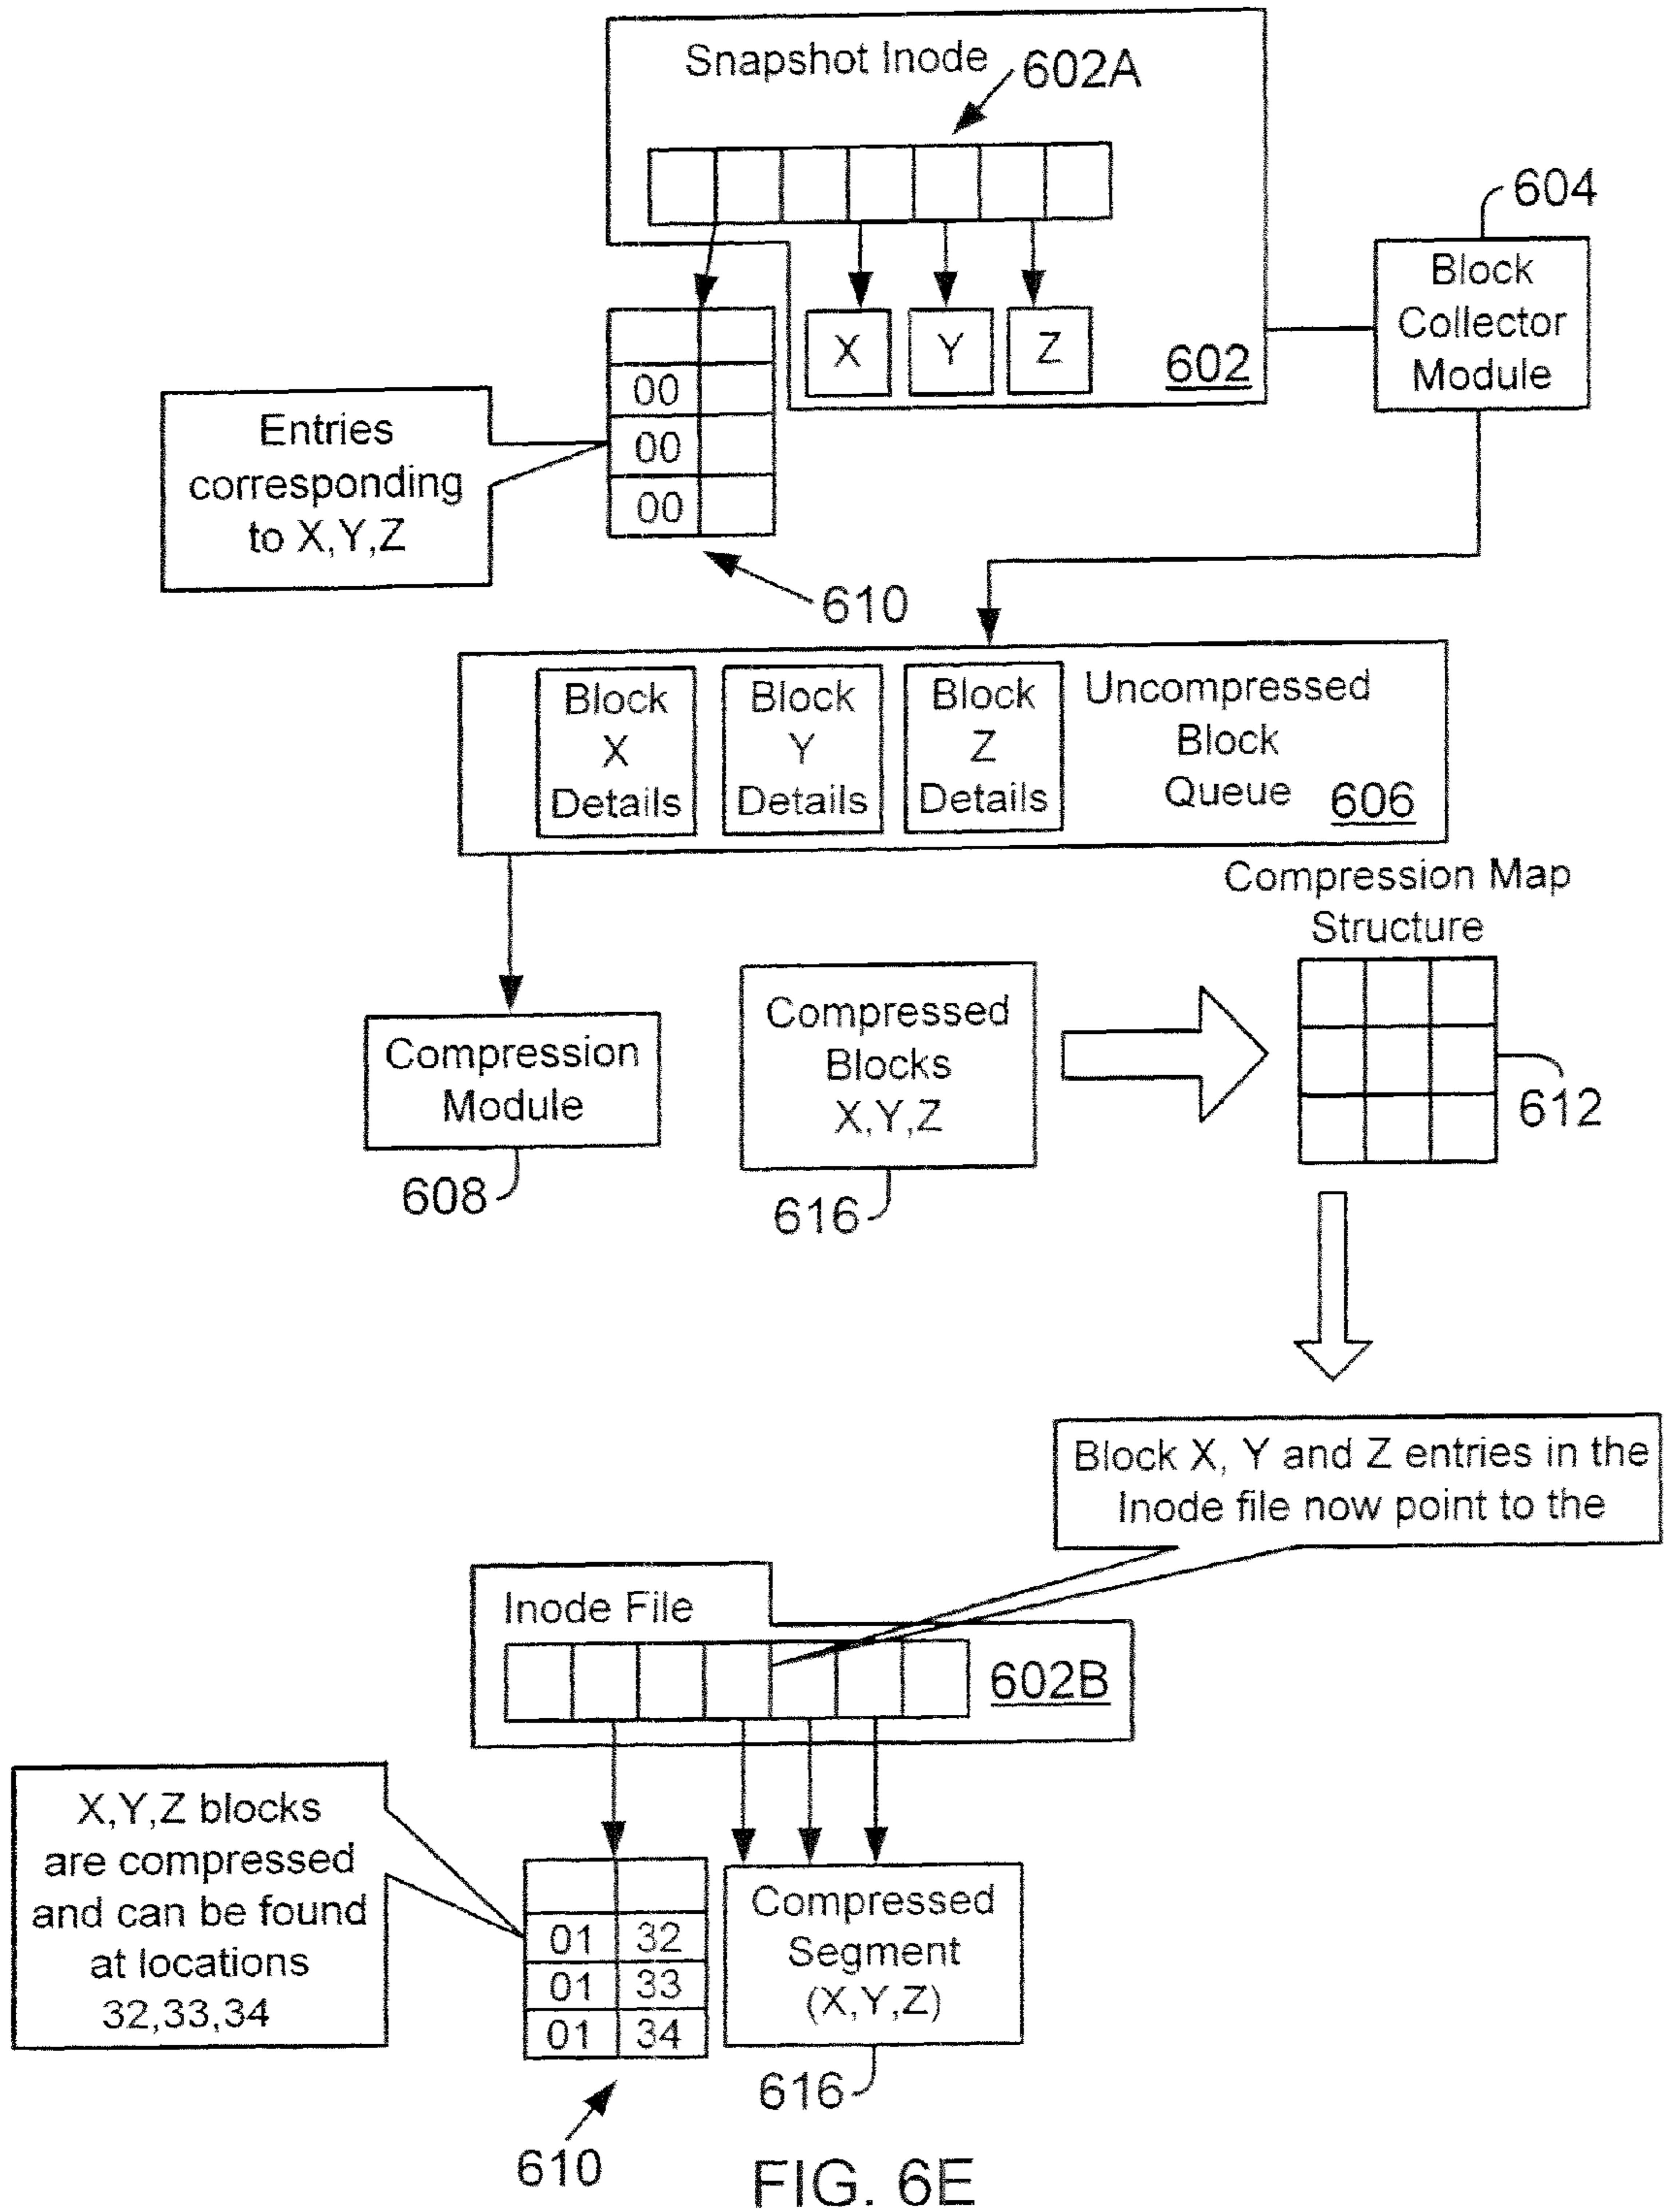 Snapshot Inode
602A
604
Block
Collector
Module
X
Y
Z
602
00
00
00
Entries
corresponding
to X,Y,Z
610
Block
X
Details
Block
Y
Details
Block
Z
Details
Uncompressed
Block
Queue
606
Compression Map
Structure
Compression
Module
608
Compressed
Blocks
X,Y,Z
616
612
Block X, Y and Z entries in the
Inode file now point to the
Inode File
602B
X,Y,Z blocks
are compressed
and can be found
at locations
32,33,34
01 32
01 33
01 34
Compressed
Segment
(X,Y,Z)
616
610
FIG. 6E